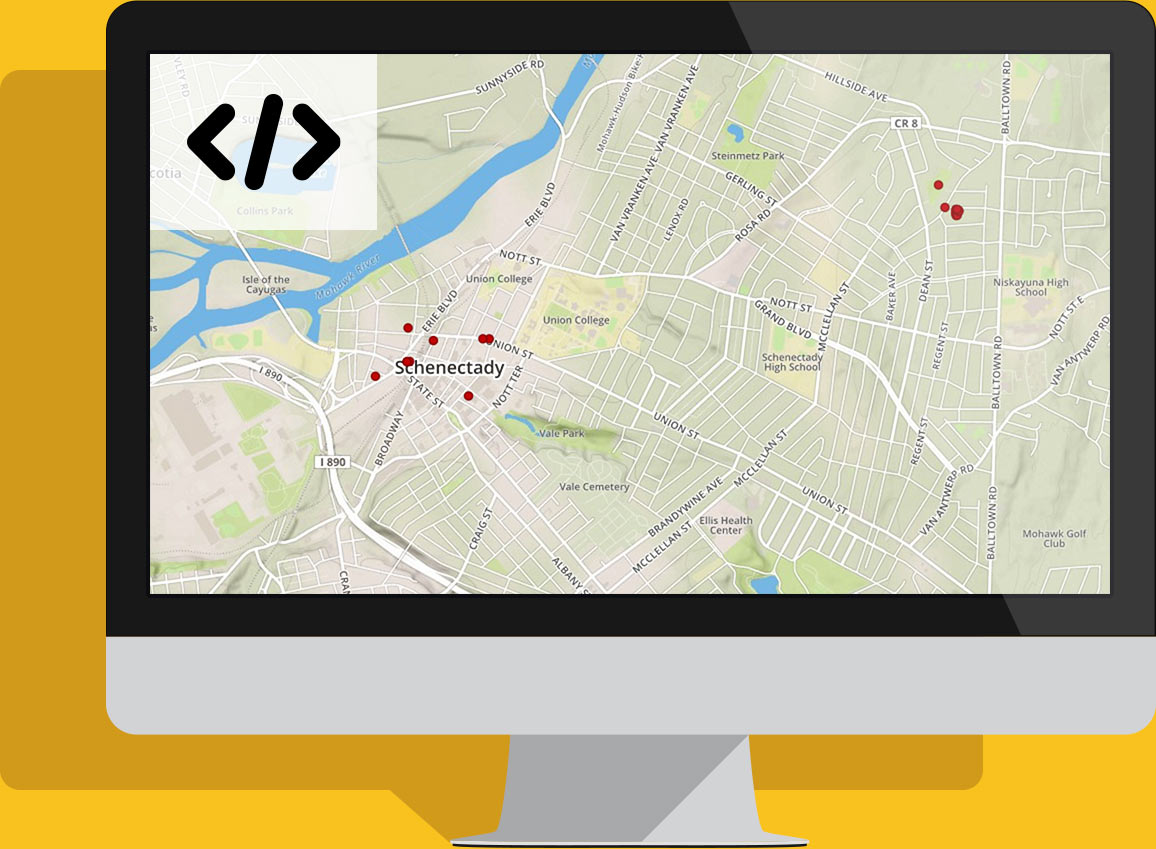 VLEY RD
SUNNYSIDE RD
Mohawk-Hudson Bike-H
VAN VRANKEN AVE
HILLSIDE AVE
BALLTOWN RD
CR 8
</>
cotia
Collins Park
Steinmetz Park
VAN VRANKEN AVE
GERLING ST
LENOX RD
ROSA RD
ERIE BLVD
NOTT ST
Isle of the
Cayugas
Mohawk River
Union College
ERIE BLVD
Union College
NOTT ST
GRAND BLVD
MCCLELLAN ST
BAKER AVE
DEAN ST
Niskayuna High
School
NOTT ST E
REGENT ST
VAN ANTWERP RD
BALLTOWN RD
UNION ST
Schenectady
Schenectady
High School
I 890
STATE ST
NOTT TER
BROADWAY
Vale Park
UNION ST
MCCLELLAN ST
REGENT ST
I 890
Vale Cemetery
BRANDYWINE AVE
UNION ST
VAN ANTWERP RD
BALLTOWN RD
CRAIG ST
MCCLELLAN ST
Ellis Health
Center
Mohawk Golf
Club
ALBANY S
CRAN